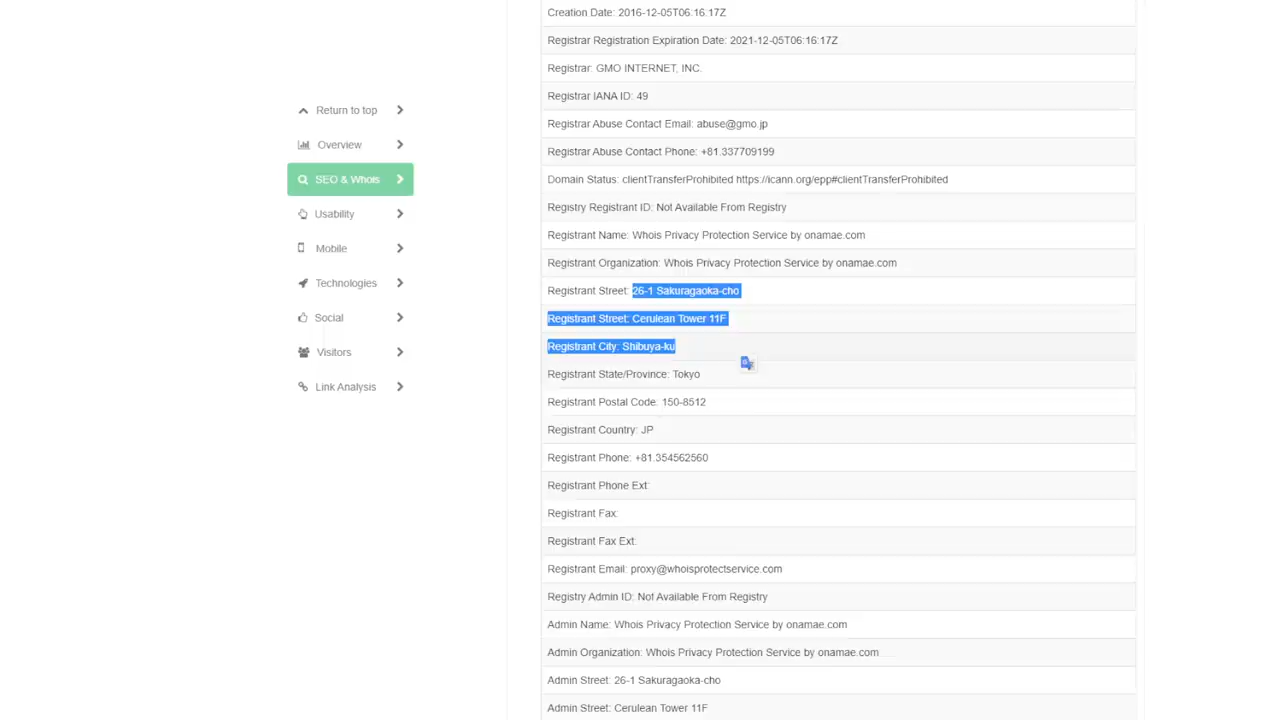 Return to top
Overview
SEO & Whois
Usability
Mobile
Technologies
Social
Visitors
Link Analysis
Creation Date: 2016-12-05T06:16:17Z
Registrar Registration Expiration Date: 2021-12-05T06:16:17Z
Registrar: GMO INTERNET, INC.
Registrar IANA ID: 49
Registrar Abuse Contact Email: abuse@gmo.jp
Registrar Abuse Contact Phone: +81.337709199
Domain Status: clientTransferProhibited https://icann.org/epp#clientTransferProhibited
Registry Registrant ID: Not Available From Registry
Registrant Name: Whois Privacy Protection Service by onamae.com
Registrant Organization: Whois Privacy Protection Service by onamae.com
Registrant Street: 26-1 Sakuragaoka-cho
Registrant Street: Cerulean Tower 11F
Registrant City: Shibuya-ku
Registrant State/Province: Tokyo
Registrant Postal Code: 150-8512
Registrant Country: JP
Registrant Phone: +81.354562560
Registrant Phone Ext:
Registrant Fax:
Registrant Fax Ext:
Registrant Email: proxy@whoisprotectservice.com
Registry Admin ID: Not Available From Registry
Admin Name: Whois Privacy Protection Service by onamae.com
Admin Organization: Whois Privacy Protection Service by onamae.com
Admin Street: 26-1 Sakuragaoka-cho
Admin Street: Cerulean Tower 11F